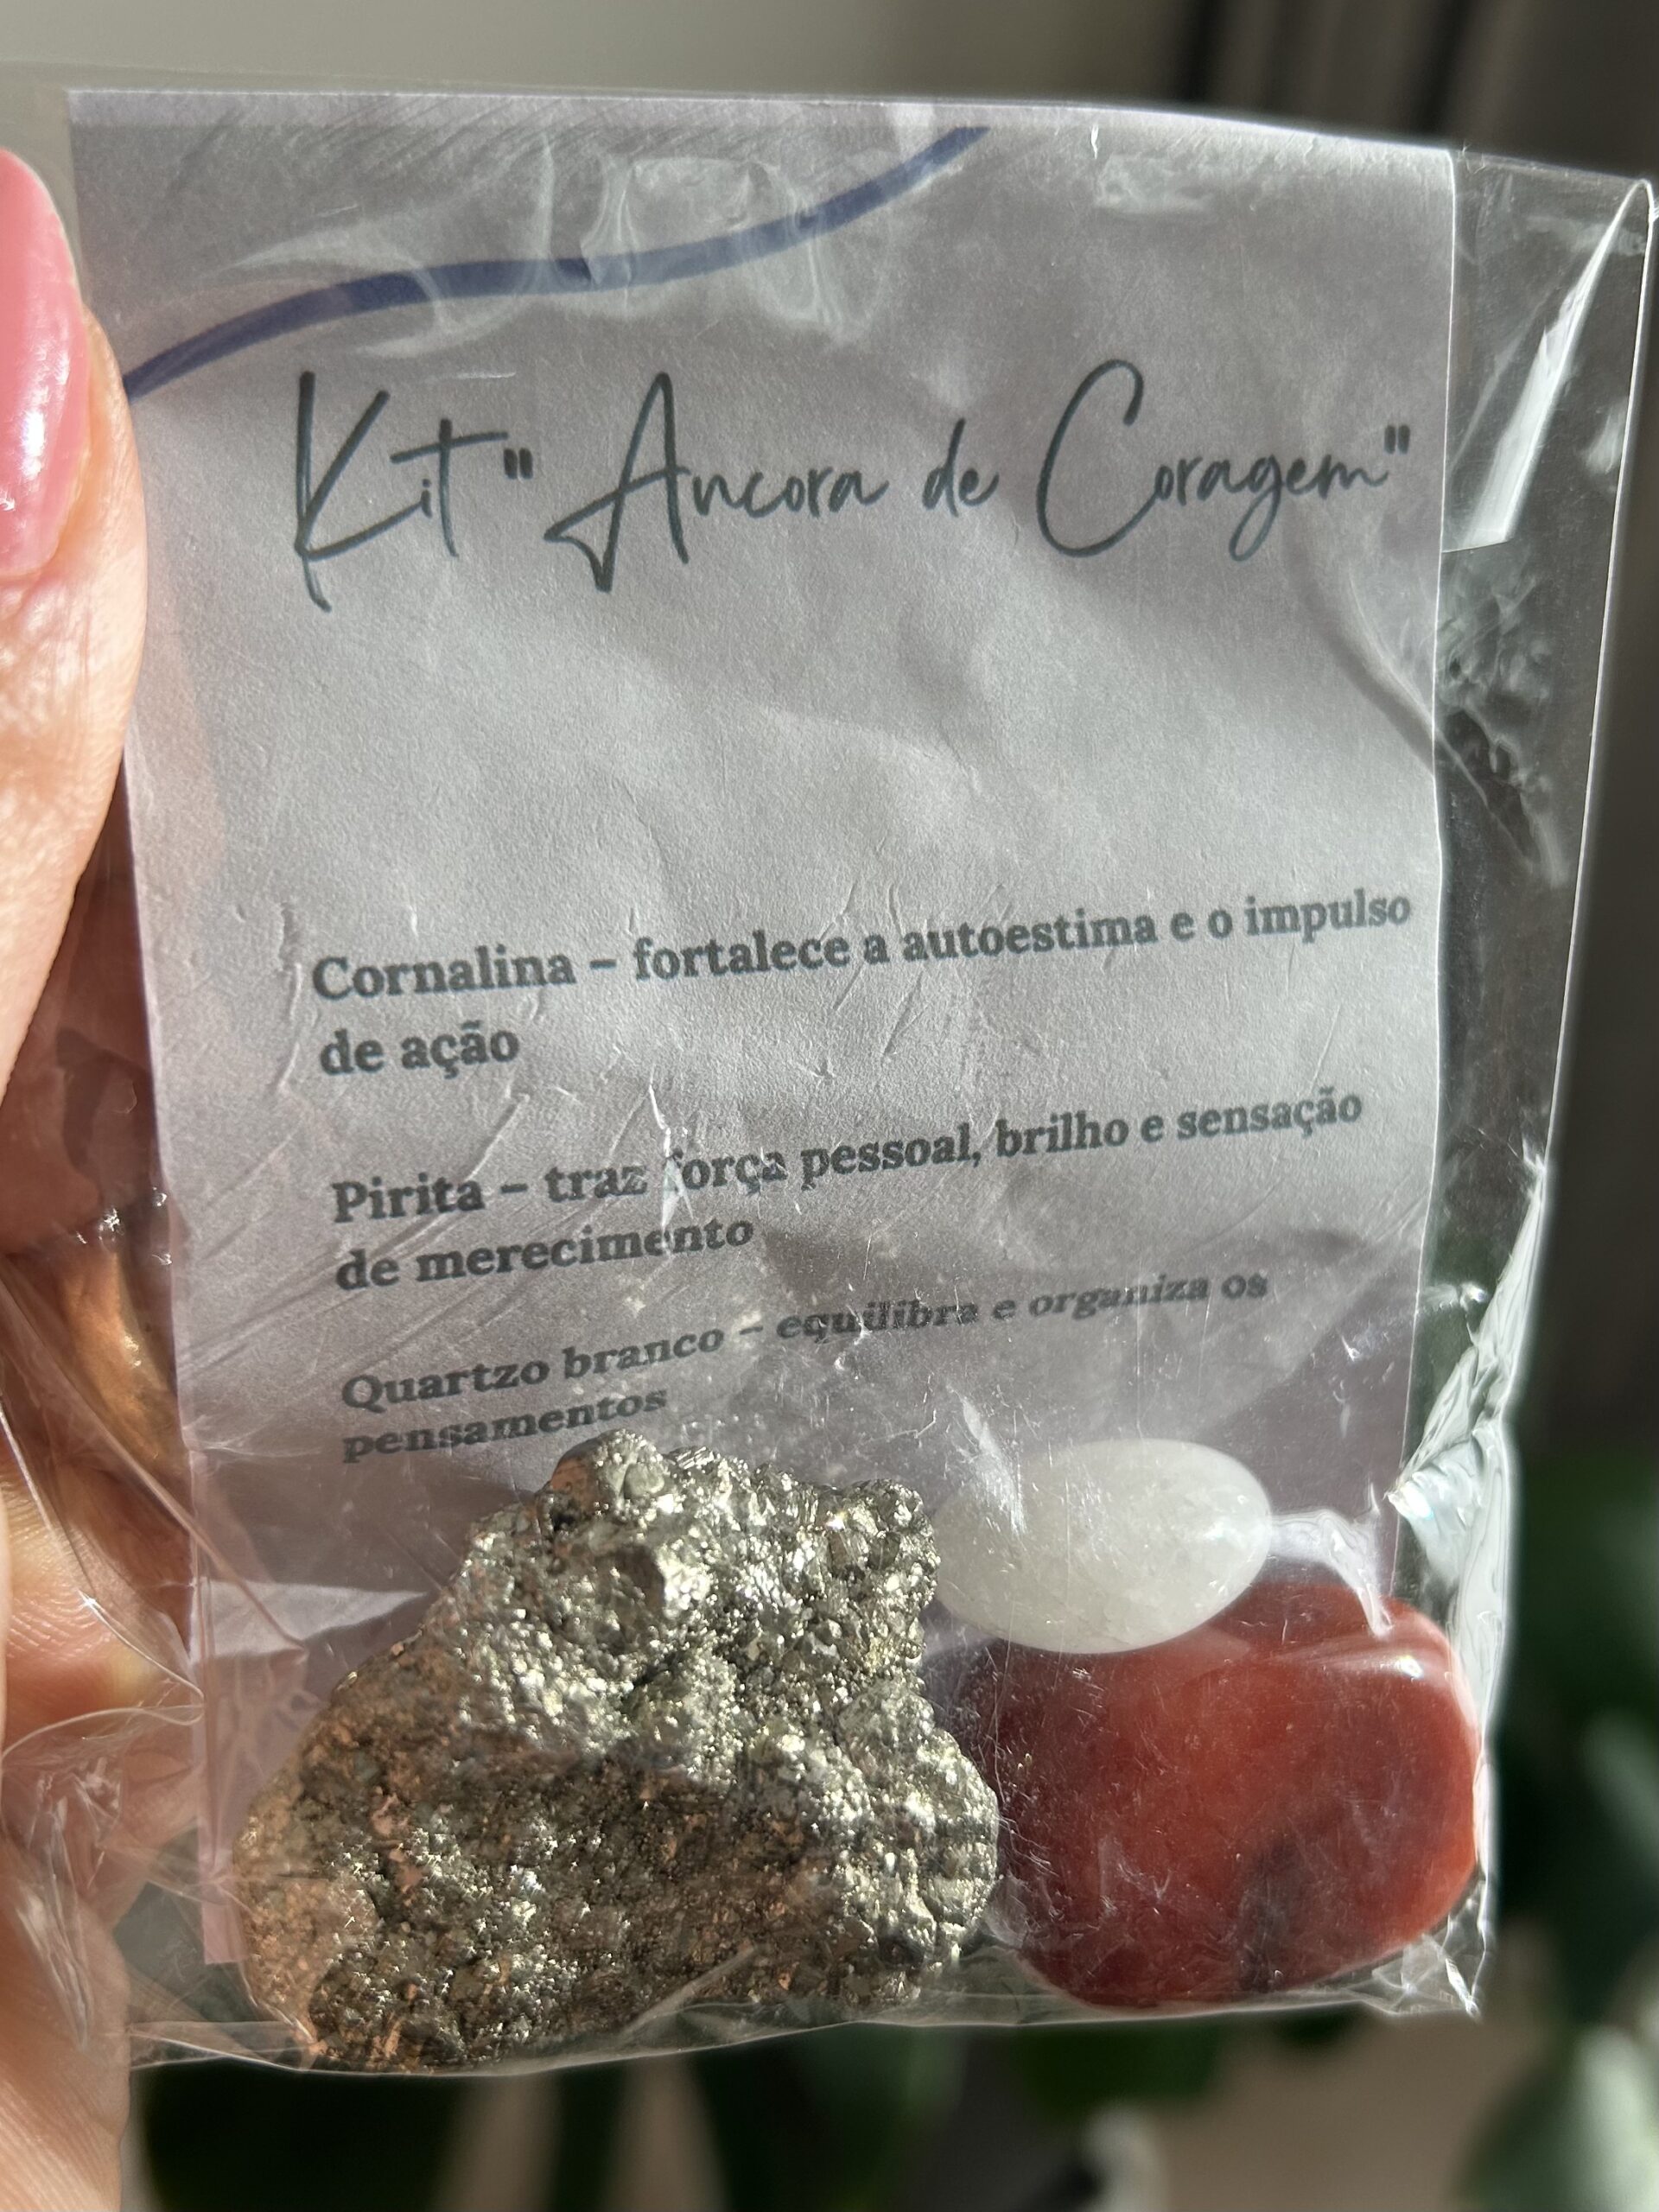 Kit "Ancora de Coragem"
Cornalina – fortalece a autoestima e o impulso
de ação
Pirita – traz força pessoal, brilho e sensação
de merecimento
Quartzo branco – equilibra e organiza os
pensamentos